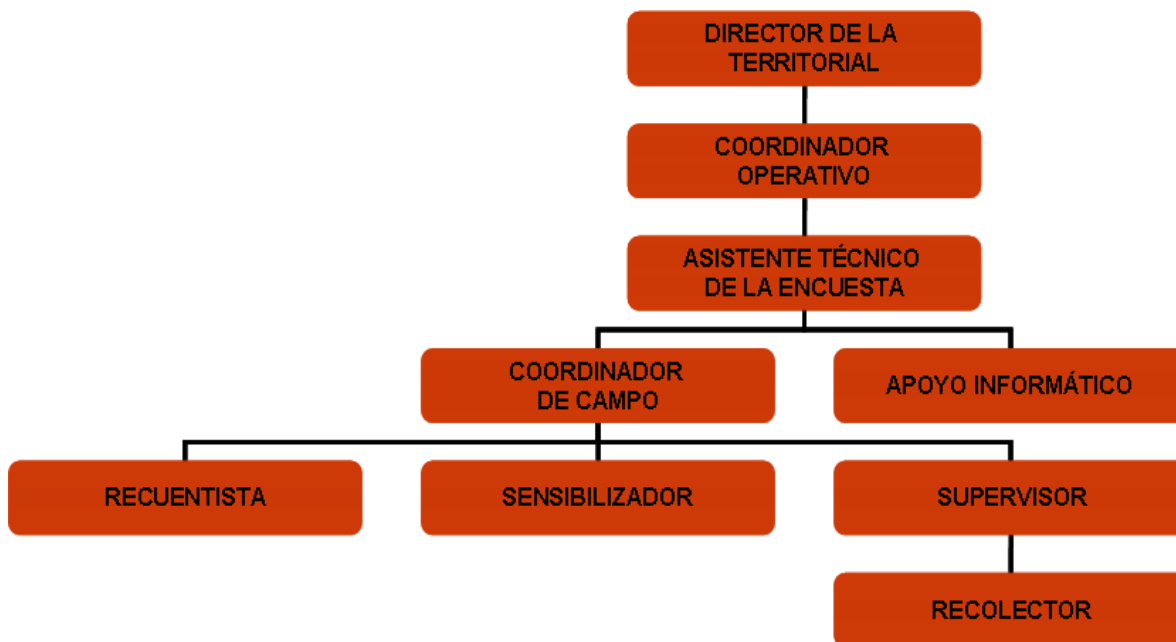 DIRECTOR DE LA
TERRITORIAL
COORDINADOR
OPERATIVO
ASISTENTE TÉCNICO
DE LA ENCUESTA
COORDINADOR
DE CAMPO
APOYO INFORMÁTICO
RECUENTISTA
SENSIBILIZADOR
SUPERVISOR
RECOLECTOR